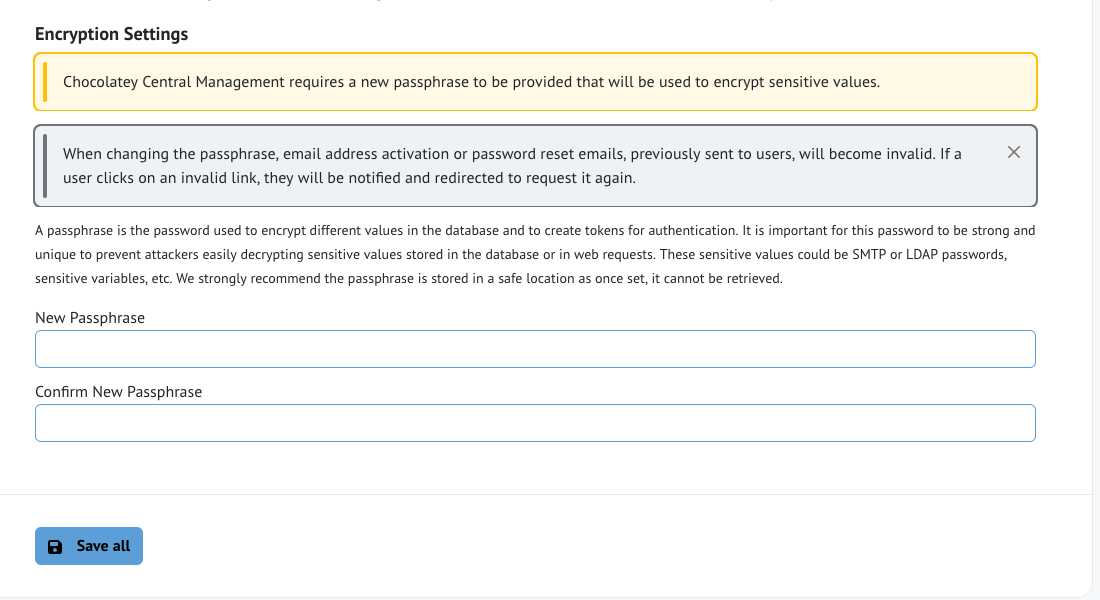 Encryption Settings
Chocolatey Central Management requires a new passphrase to be provided that will be used to encrypt sensitive values.
When changing the passphrase, email address activation or password reset emails, previously sent to users, will become invalid. If a
user clicks on an invalid link, they will be notified and redirected to request it again.
A passphrase is the password used to encrypt different values in the database and to create tokens for authentication. It is important for this password to be strong and
unique to prevent attackers easily decrypting sensitive values stored in the database or in web requests. These sensitive values could be SMTP or LDAP passwords,
sensitive variables, etc. We strongly recommend the passphrase is stored in a safe location as once set, it cannot be retrieved.
New Passphrase
Confirm New Passphrase
Save all